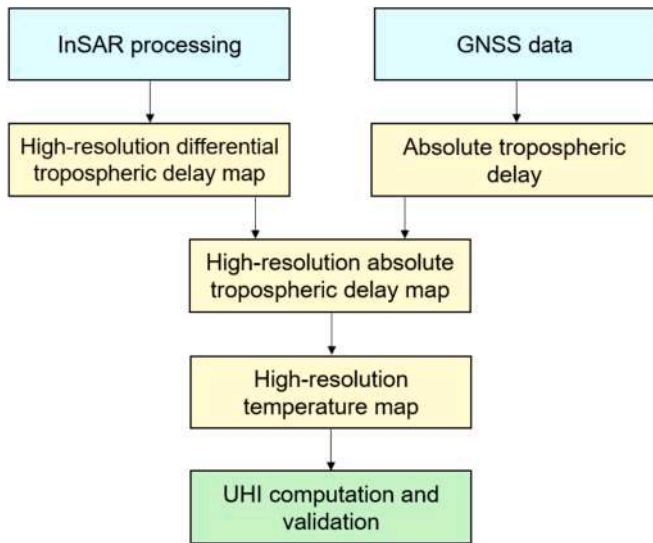 InSAR processing
GNSS data
High-resolution differential
tropospheric delay map
Absolute tropospheric
delay
High-resolution absolute
tropospheric delay map
High-resolution
temperature map
UHI computation and
validation